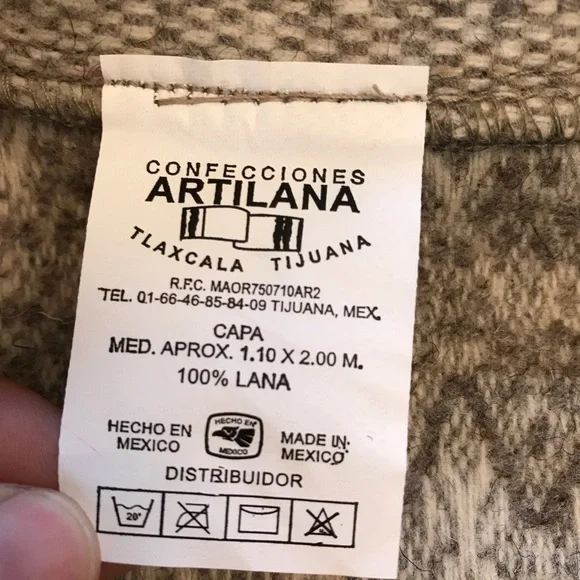 CONFECCIONES
ARTILANA
TLAXCALA TIJUANA
R.F.C. MAOR750710AR2
TEL. 01-66-46-85-84-09 TIJUANA, MEX.
CAPA
MED. APROX. 1.10 X 2.00 M.
100% LANA
HECHO EN MEXICO
HECHO EN MEXICO
MADE IN MEXICO
DISTRIBUIDOR
20°